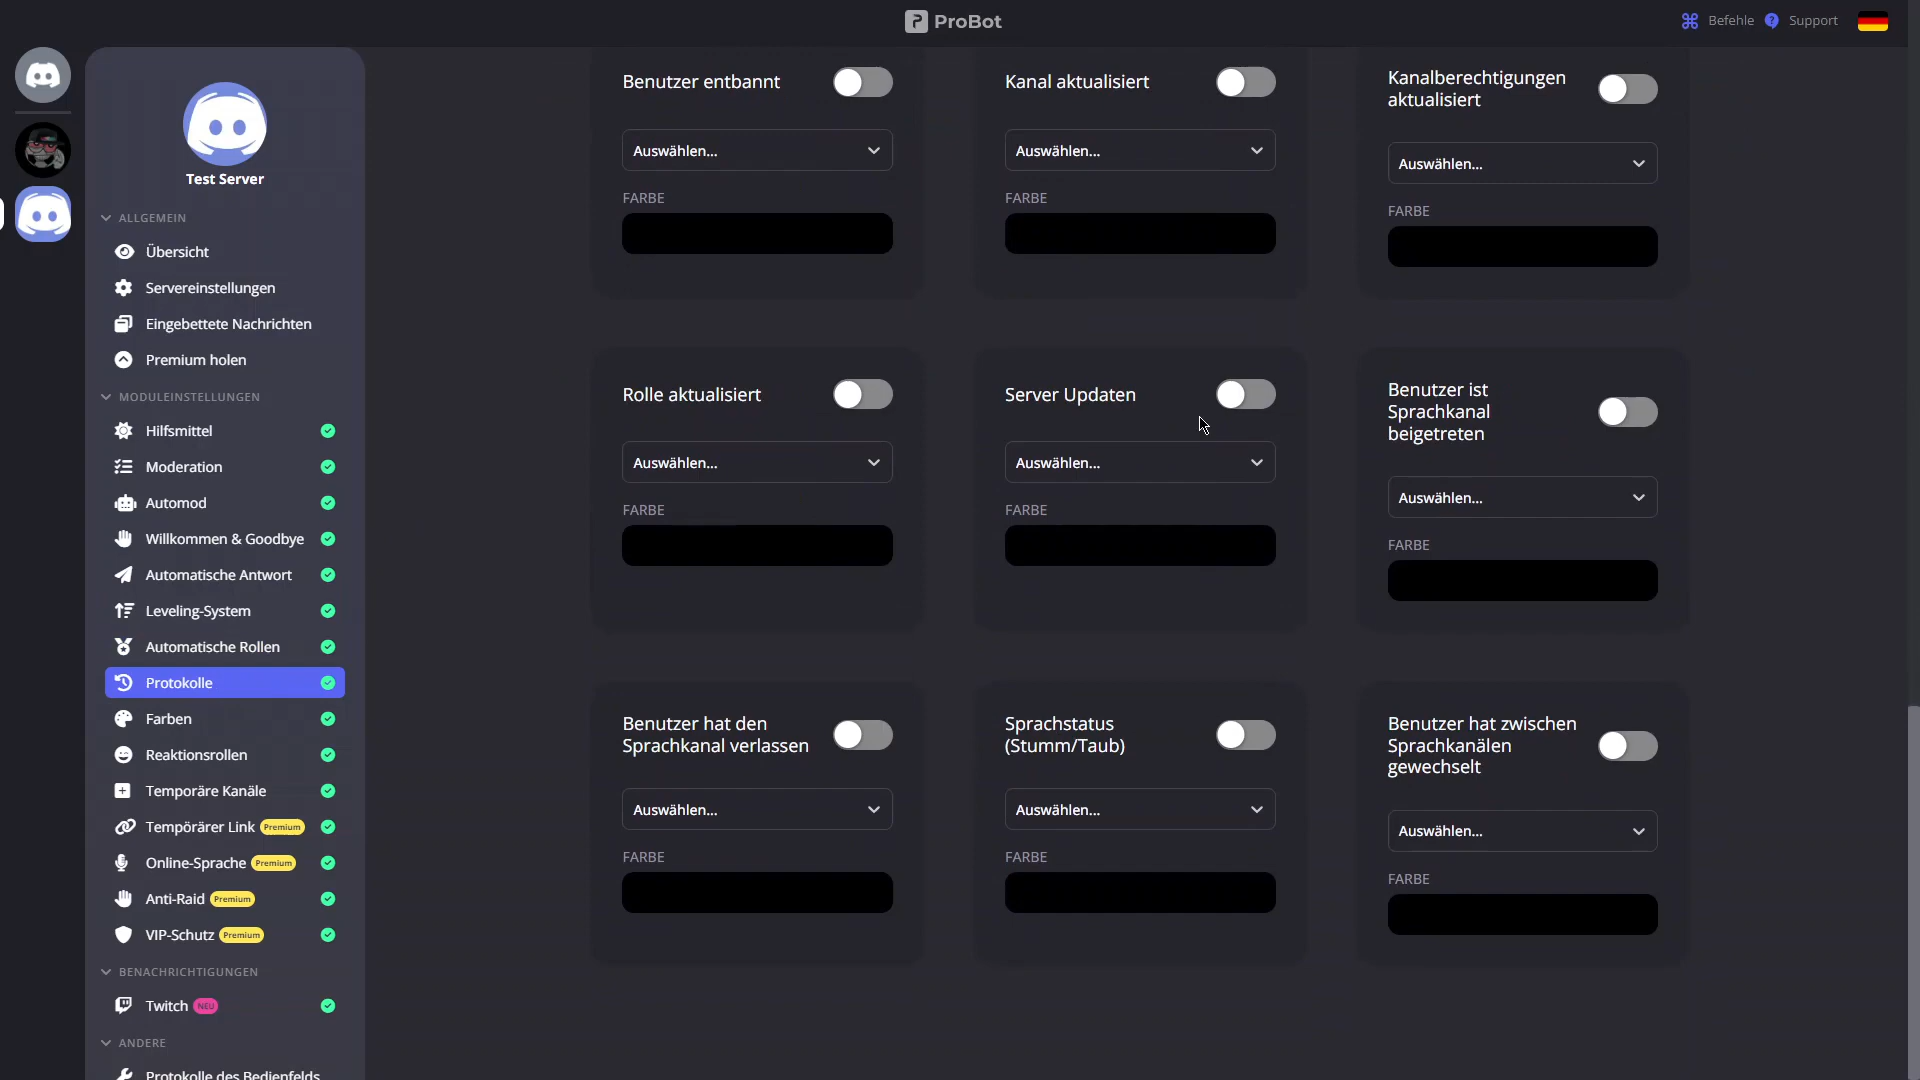 ProBot
Befehle
Support
Test Server
ALLGEMEIN
Übersicht
Servereinstellungen
Eingebettete Nachrichten
Premium holen
MODULEINSTELLUNGEN
Hilfsmittel
Moderation
Automod
Willkommen & Goodbye
Automatische Antwort
Leveling-System
Automatische Rollen
Protokolle
Farben
Reaktionsrollen
Temporäre Kanäle
Tempörärer Link Premium
Online-Sprache Premium
Anti-Raid Premium
VIP-Schutz Premium
BENACHRICHTIGUNGEN
Twitch NEU
ANDERE
Protokolle des Bedienfelds
Benutzer entbannt
Auswählen...
FARBE
Kanal aktualisiert
Auswählen...
FARBE
Kanalberechtigungen
aktualisiert
Auswählen...
FARBE
Rolle aktualisiert
Auswählen...
FARBE
Server Updaten
Auswählen...
FARBE
Benutzer ist
Sprachkanal
beigetreten
Auswählen...
FARBE
Benutzer hat den
Sprachkanal verlassen
Auswählen...
FARBE
Sprachstatus
(Stumm/Taub)
Auswählen...
FARBE
Benutzer hat zwischen
Sprachkanälen
gewechselt
Auswählen...
FARBE